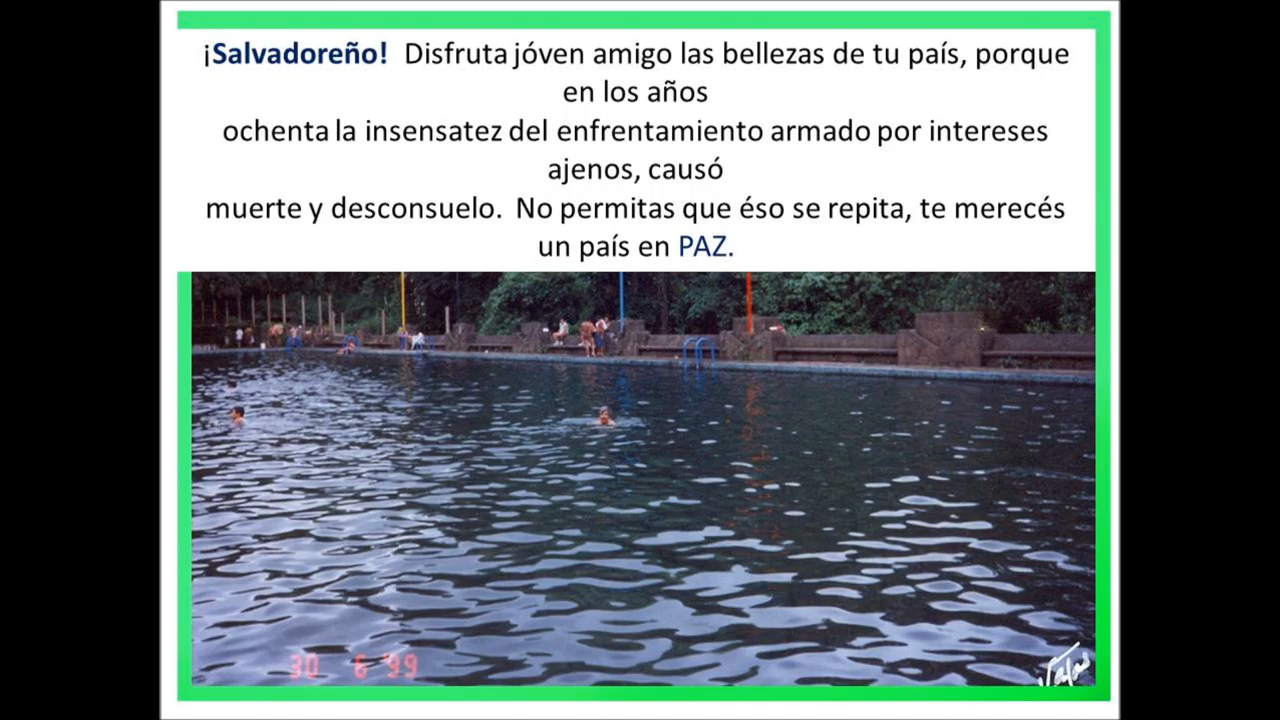 ¡Salvadoreño! Disfruta jóven amigo las bellezas de tu país, porque
en los años
ochenta la insensatez del enfrentamiento armado por intereses
ajenos, causó
muerte y desconsuelo. No permitas que éso se repita, te merecés
un país en PAZ.
30 6 '99